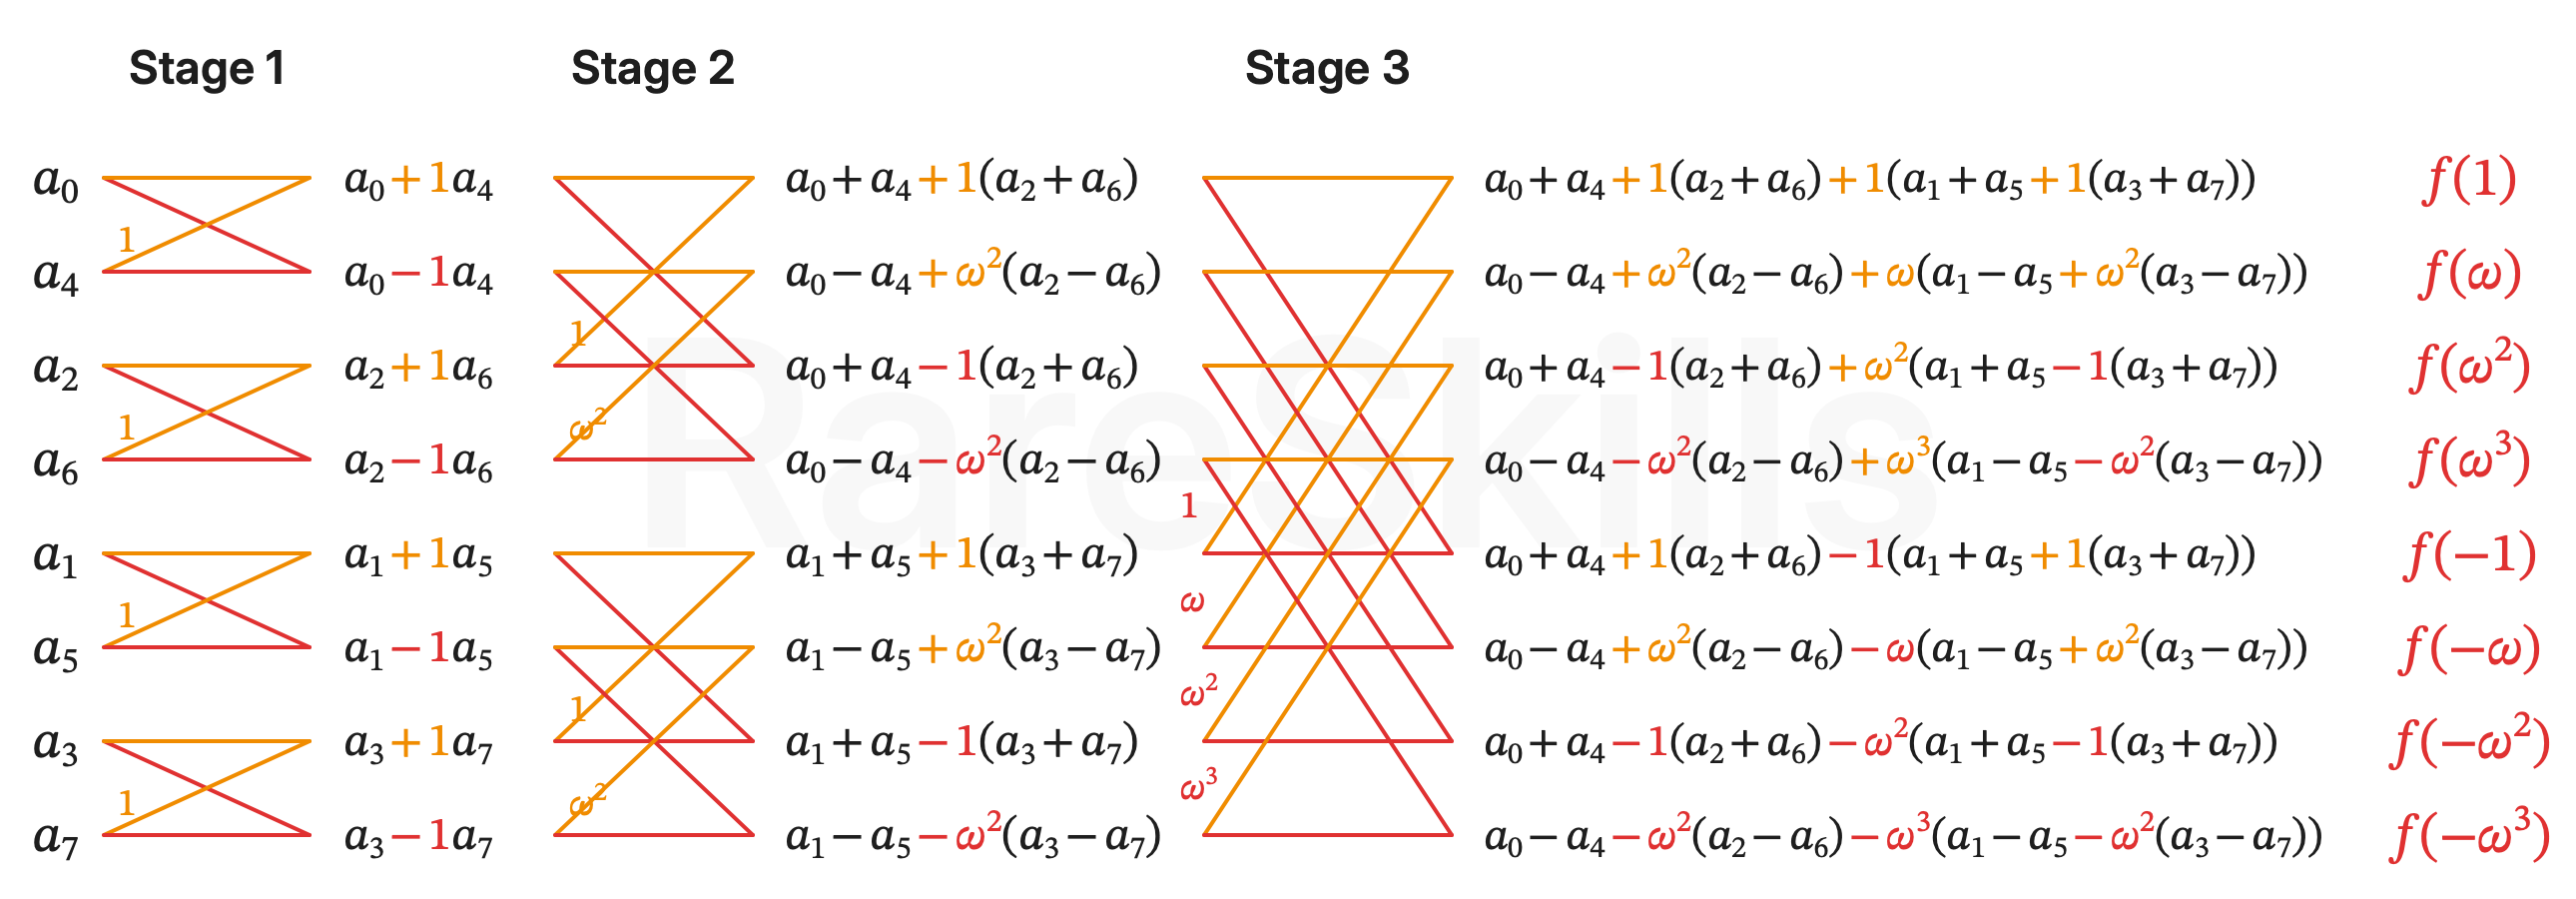 Stage 1 Stage 2 Stage 3
a₀ a₀+1a₄ a₀+a₄+1(a₂+a₆) a₀+a₄+1(a₂+a₆)+1(a₁+a₅+1(a₃+a₇)) f(1)
1
a₄ a₀−1a₄ a₀−a₄+ω²(a₂−a₆) a₀−a₄+ω²(a₂−a₆)+ω(a₁−a₅+ω²(a₃−a₇)) f(ω)
1
a₂ a₂+1a₆ a₀+a₄−1(a₂+a₆) a₀+a₄−1(a₂+a₆)+ω²(a₁+a₅−1(a₃+a₇)) f(ω²)
1 ω²
a₆ a₂−1a₆ a₀−a₄−ω²(a₂−a₆) a₀−a₄−ω²(a₂−a₆)+ω³(a₁−a₅−ω²(a₃−a₇)) f(ω³)
RareSkills
1
a₁ a₁+1a₅ a₁+a₅+1(a₃+a₇) a₀+a₄+1(a₂+a₆)−1(a₁+a₅+1(a₃+a₇)) f(−1)
1 ω
a₅ a₁−1a₅ a₁−a₅+ω²(a₃−a₇) a₀−a₄+ω²(a₂−a₆)−ω(a₁−a₅+ω²(a₃−a₇)) f(−ω)
1 ω²
a₃ a₃+1a₇ a₁+a₅−1(a₃+a₇) a₀+a₄−1(a₂+a₆)−ω²(a₁+a₅−1(a₃+a₇)) f(−ω²)
1 ω² ω³
a₇ a₃−1a₇ a₁−a₅−ω²(a₃−a₇) a₀−a₄−ω²(a₂−a₆)−ω³(a₁−a₅−ω²(a₃−a₇)) f(−ω³)